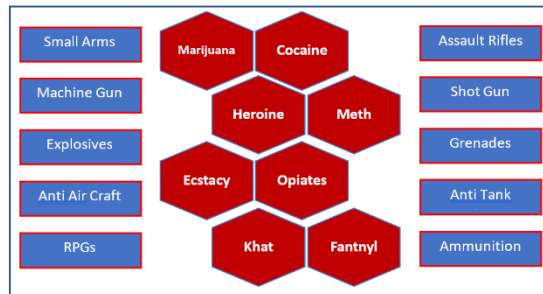 Small Arms
Machine Gun
Explosives
Anti Air Craft
RPGs
Marijuana
Cocaine
Heroine
Meth
Ecstacy
Opiates
Khat
Fantnyl
Assault Rifles
Shot Gun
Grenades
Anti Tank
Ammunition